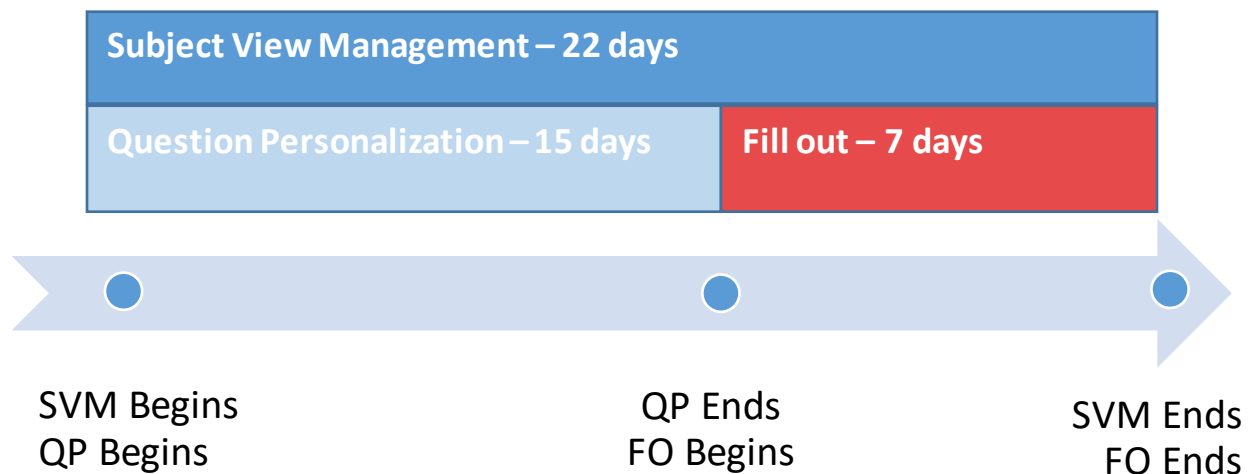 Subject View Management – 22 days
Question Personalization – 15 days
Fill out – 7 days
SVM Begins
QP Begins
QP Ends
FO Begins
SVM Ends
FO Ends